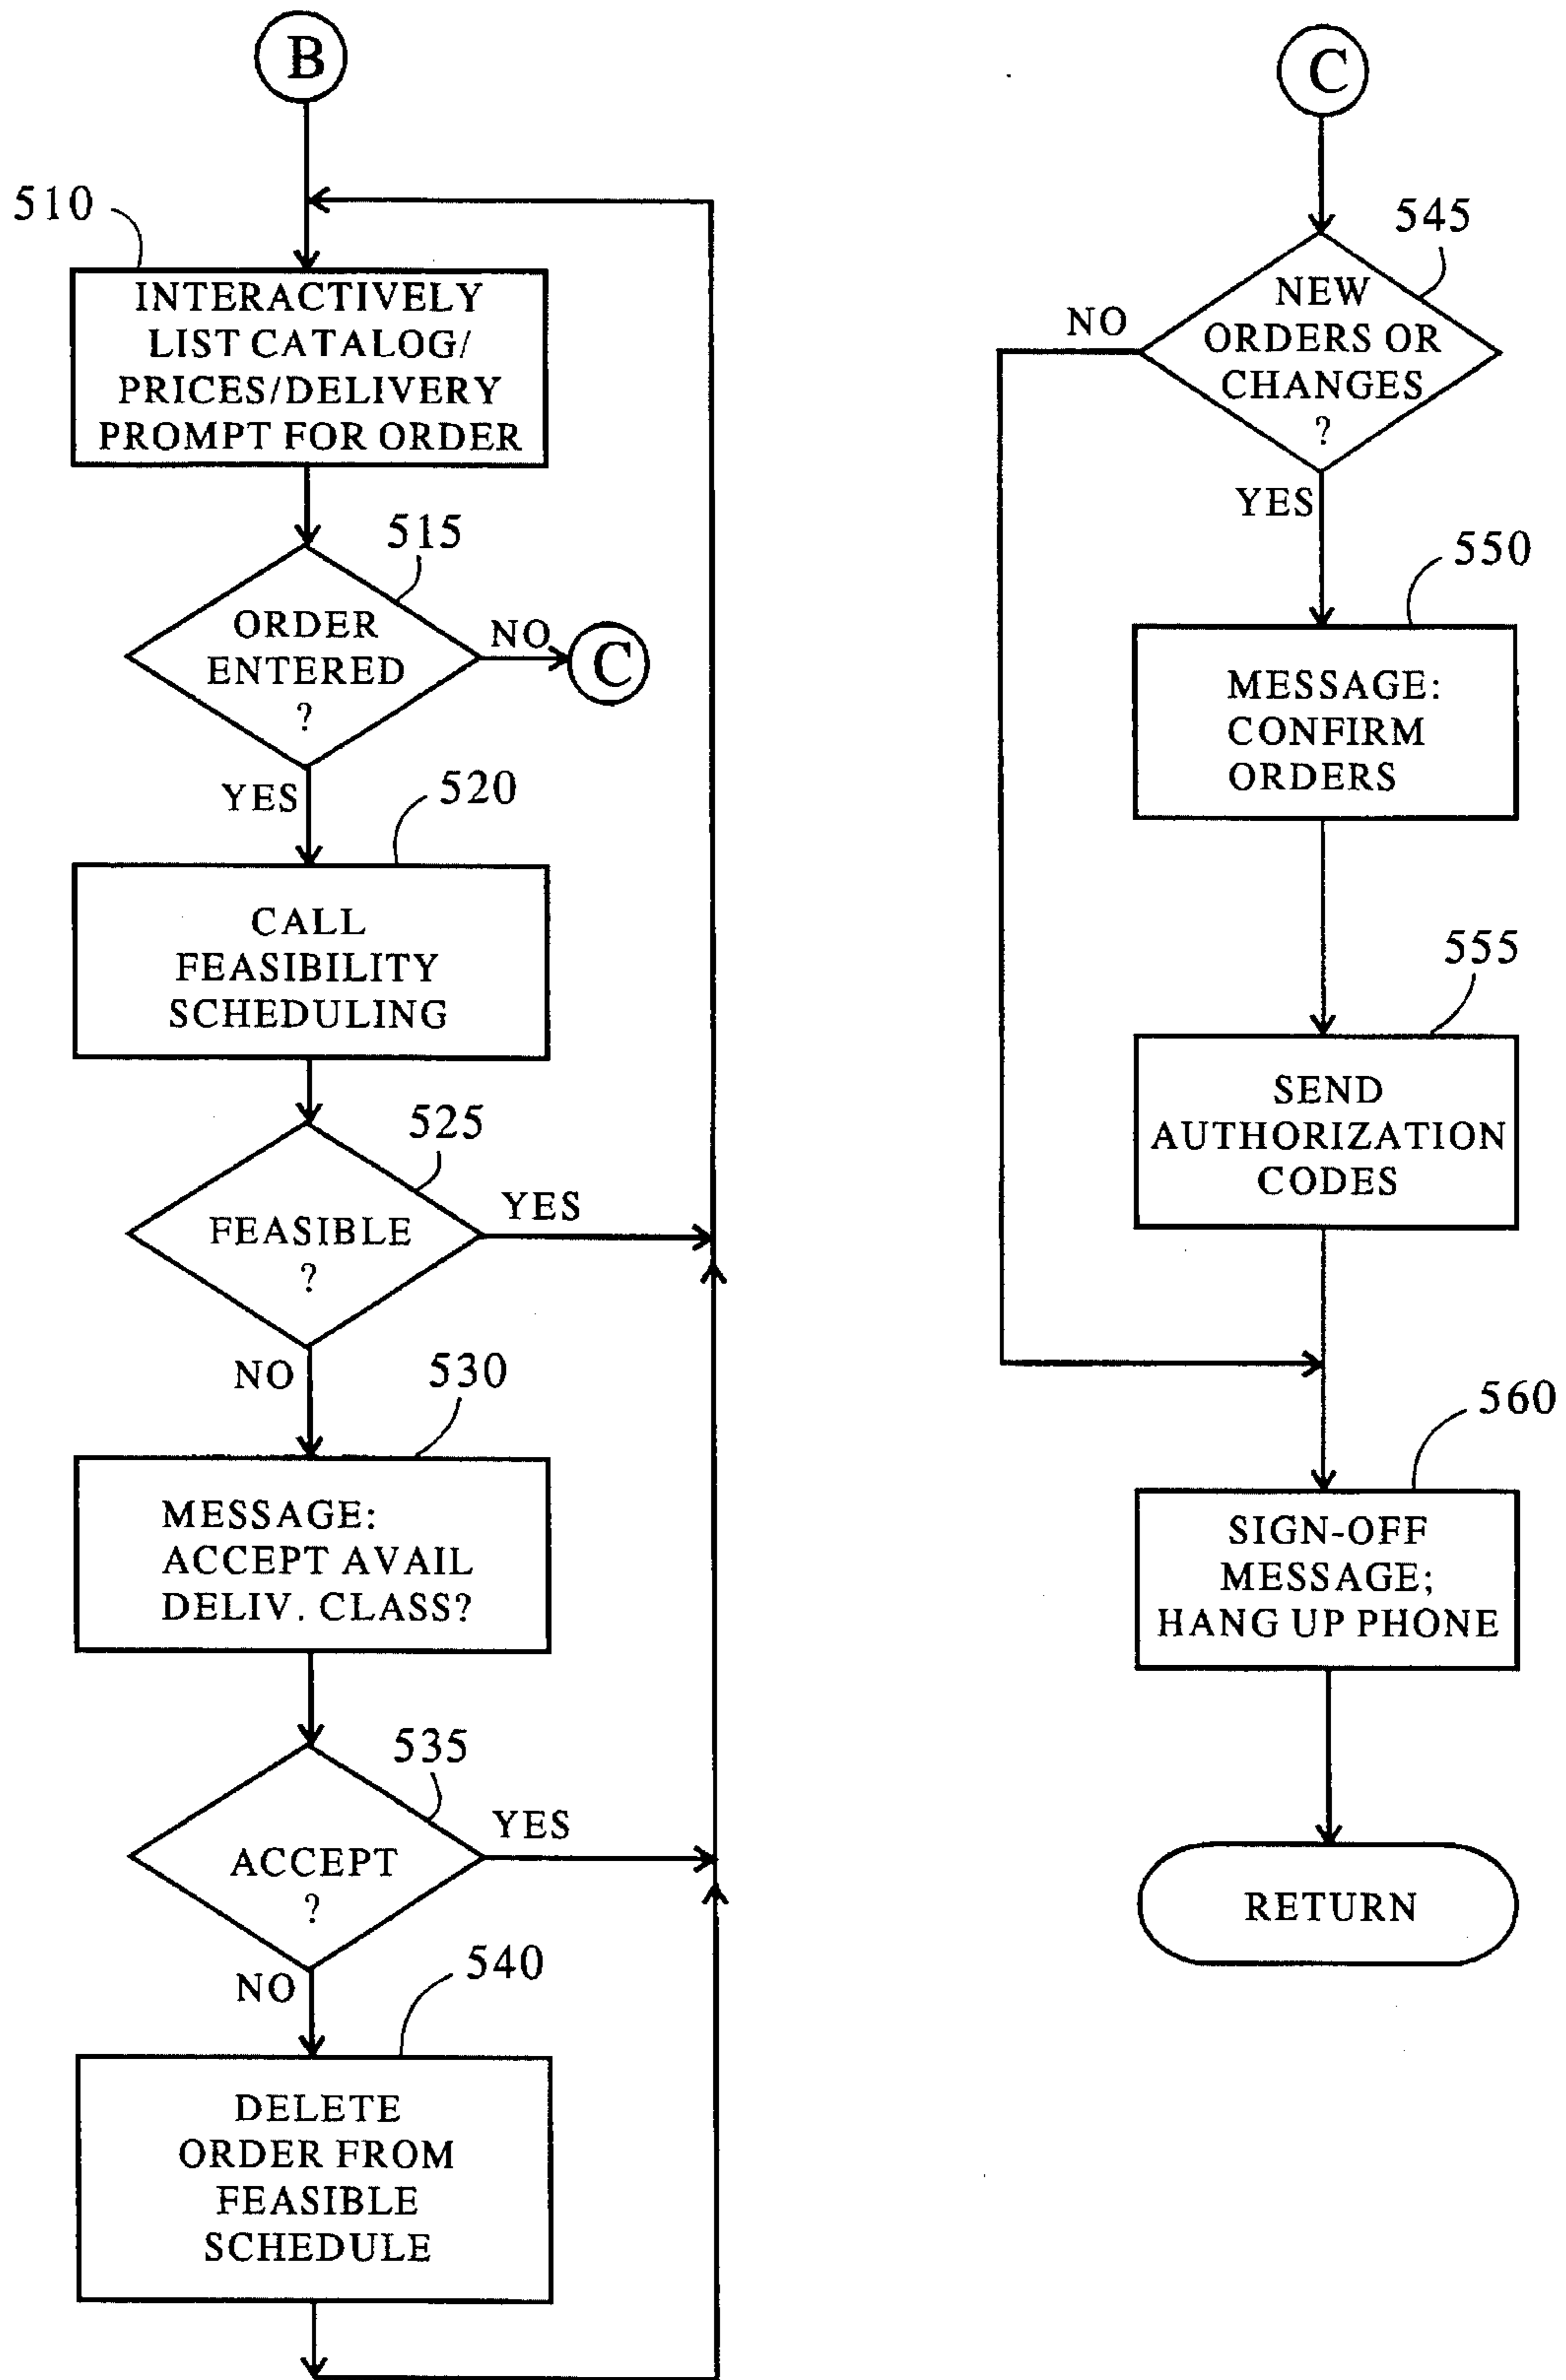 B
510
INTERACTIVELY
LIST CATALOG/
PRICES/DELIVERY
PROMPT FOR ORDER
515
ORDER
ENTERED
?
NO
C
YES
520
CALL
FEASIBILITY
SCHEDULING
525
FEASIBLE
?
YES
NO
530
MESSAGE:
ACCEPT AVAIL
DELIV. CLASS?
535
ACCEPT
?
YES
NO
540
DELETE
ORDER FROM
FEASIBLE
SCHEDULE
C
545
NEW
ORDERS OR
CHANGES
?
NO
YES
550
MESSAGE:
CONFIRM
ORDERS
555
SEND
AUTHORIZATION
CODES
560
SIGN-OFF
MESSAGE;
HANG UP PHONE
RETURN